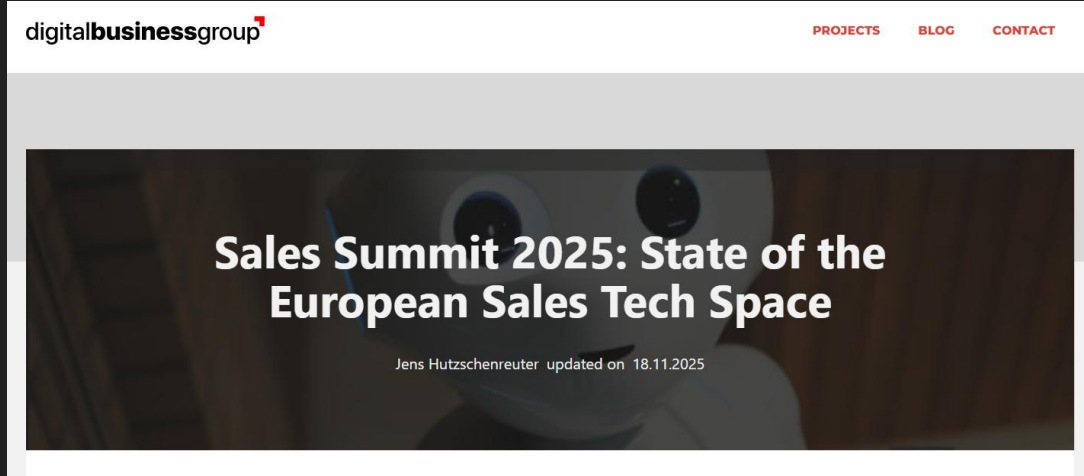 digitalbusinessgroup
PROJECTS BLOG CONTACT
Sales Summit 2025: State of the
European Sales Tech Space
Jens Hutzschenreuter updated on 18.11.2025